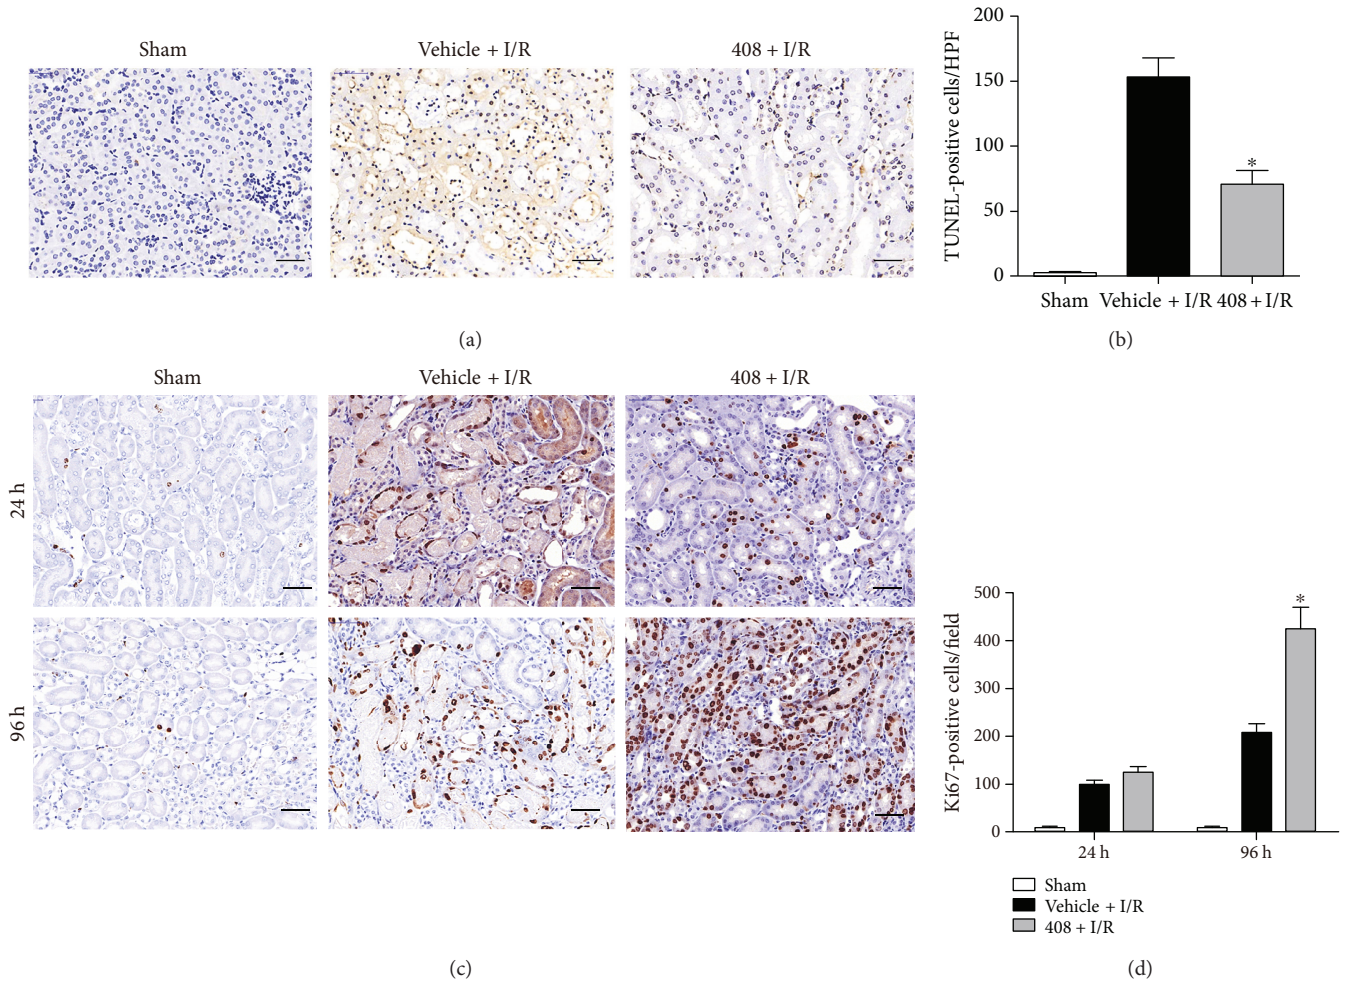 Sham Vehicle + I/R 408 + I/R
(a)
TUNEL-positive cells/HPF
200
150
100
50
0
*
Sham Vehicle + I/R 408 + I/R
(b)
Sham Vehicle + I/R 408 + I/R
24 h
96 h
(c)
Ki67-positive cells/field
500
400
300
200
100
0
*
24 h 96 h
Sham
Vehicle + I/R
408 + I/R
(d)